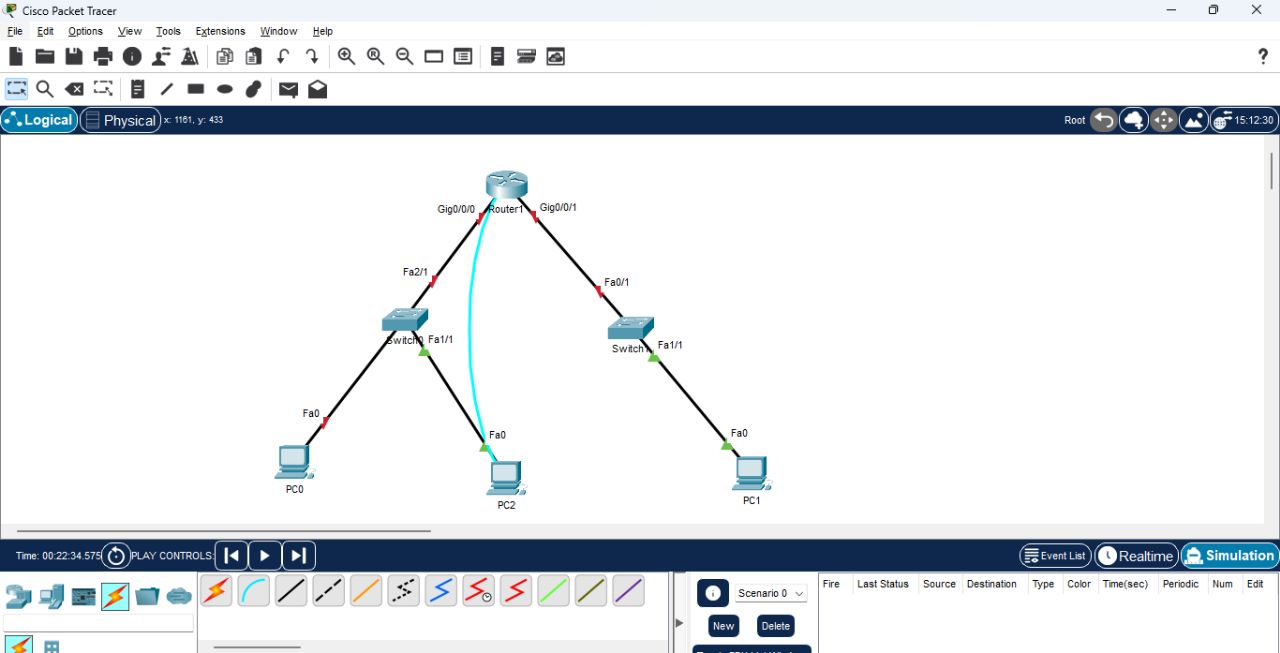 Cisco Packet Tracer
File Edit Options View Tools Extensions Window Help
?
Logical Physical x: 1161, y: 433 Root 15:12:30
Router1
Gig0/0/0 Gig0/0/1
Fa2/1 Fa0/1
Switch0 Fa1/1
Switch1 Fa1/1
Fa0 Fa0 Fa0
PC0
PC2
PC1
Time: 00:22:34.575 PLAY CONTROLS: Event List Realtime Simulation
Scenario 0
New Delete
Fire Last Status Source Destination Type Color Time(sec) Periodic Num Edit